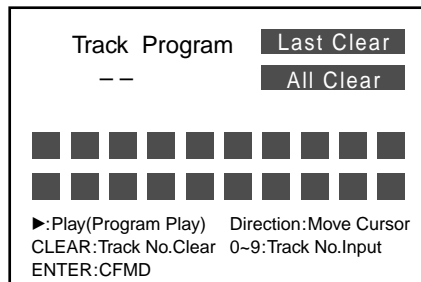 Track Program
Last Clear
– –
All Clear
►:Play(Program Play) Direction:Move Cursor
CLEAR:Track No.Clear 0~9:Track No.Input
ENTER:CFMD